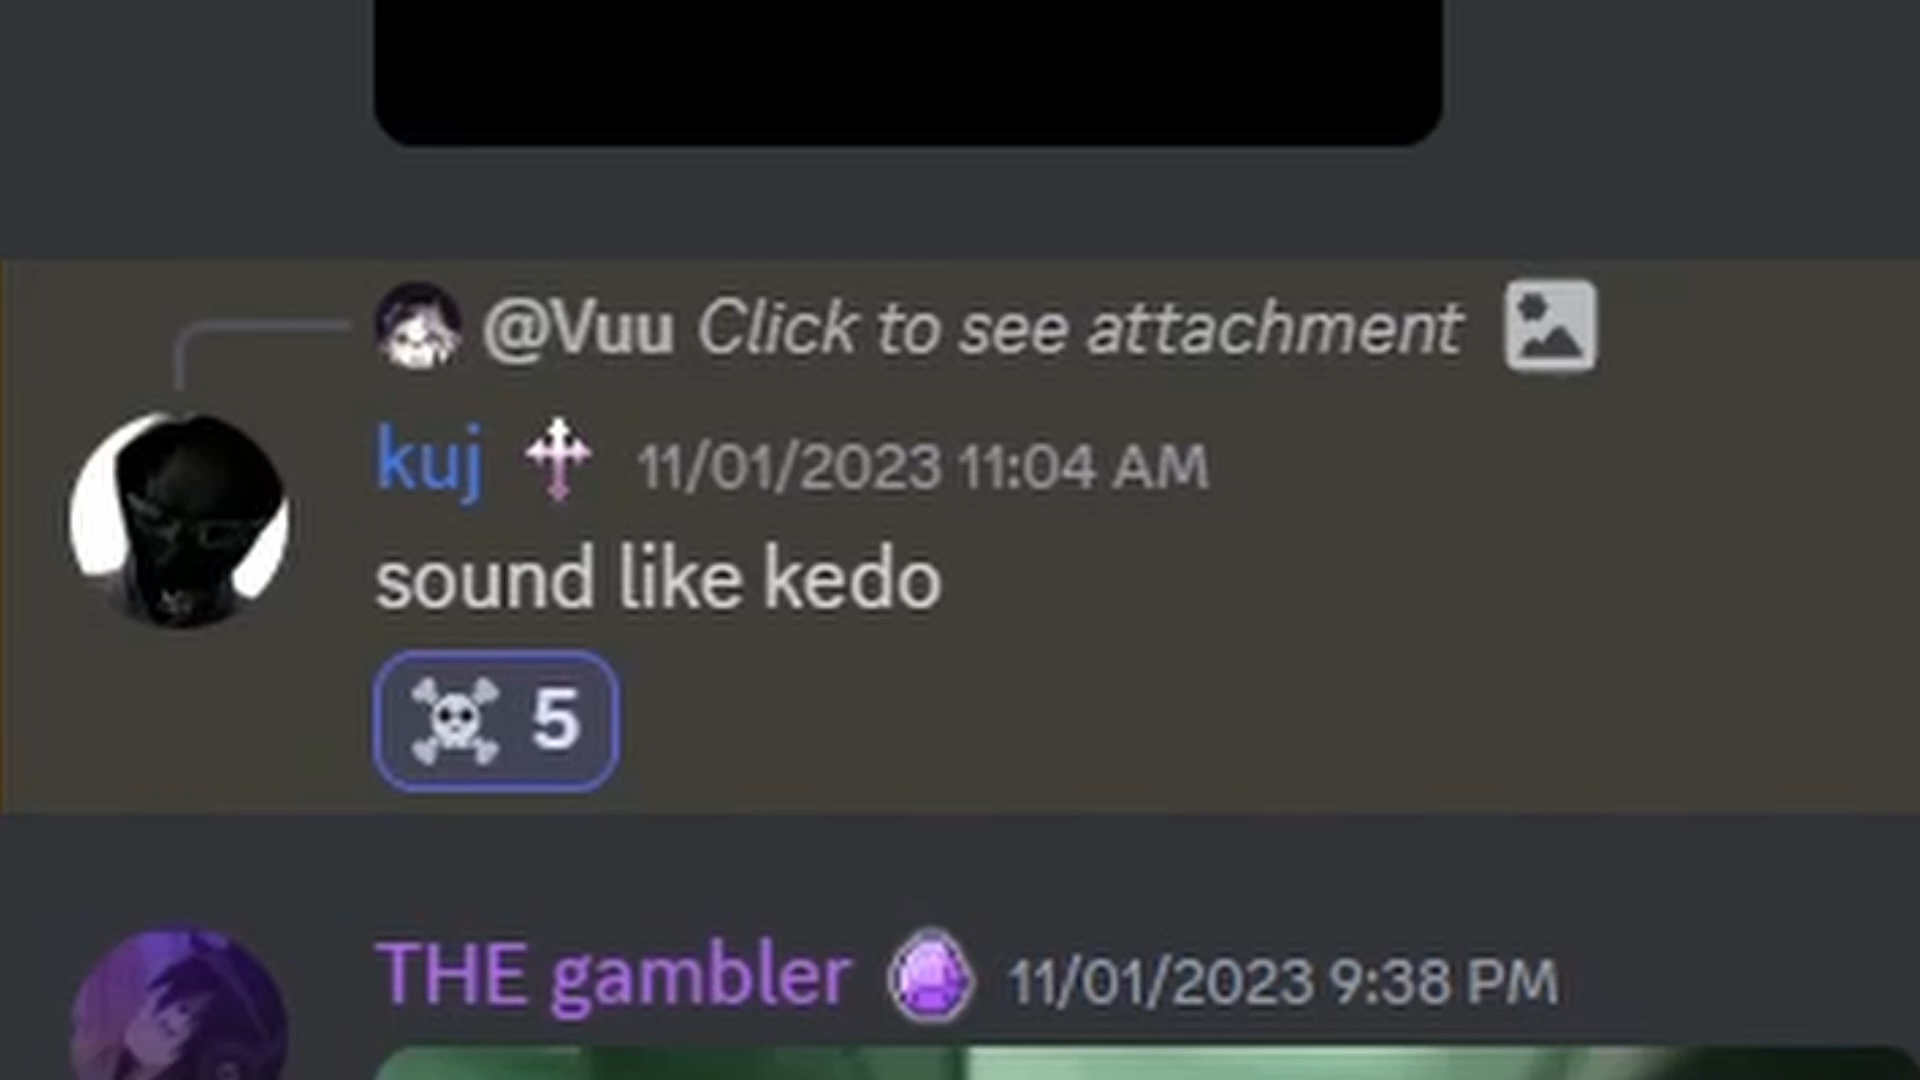 @Vuu Click to see attachment
kuj 11/01/2023 11:04 AM
sound like kedo
5
THE gambler 11/01/2023 9:38 PM